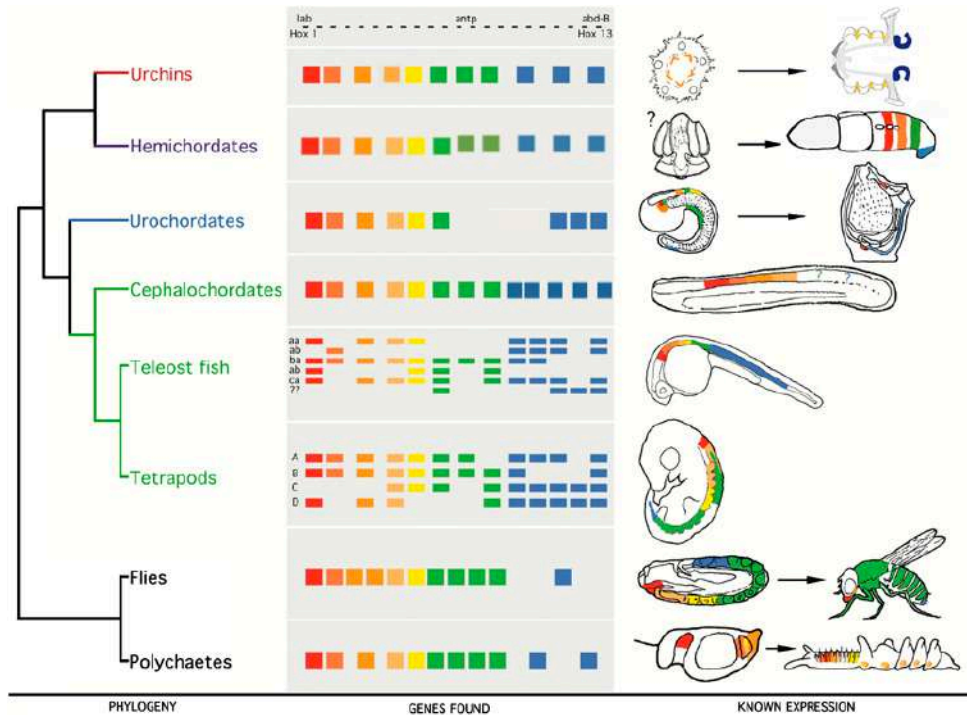 lab antp abd-B
Hox 1 Hox 13
Urchins
Hemichordates
?
Urochordates
Cephalochordates
? ?
aa
ab
ba
Teleost fish
ab
ca
??
A
B
Tetrapods
C
D
Flies
Polychaetes
PHYLOGENY GENES FOUND KNOWN EXPRESSION